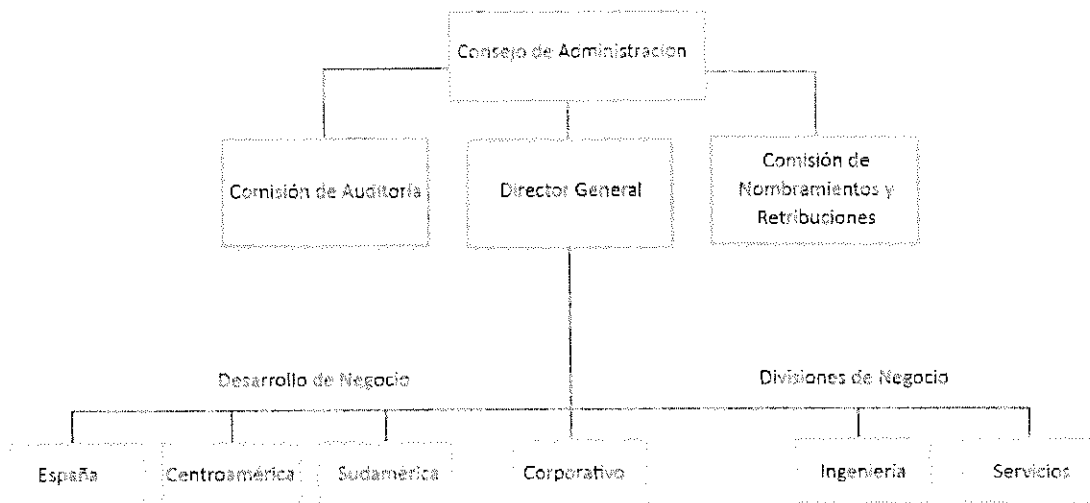 Consejo de Administracion
Comisión de Auditoría
Director General
Comisión de
Nombramientos y
Retribuciones
Desarrollo de Negocio
Divisiones de Negocio
España
Centroamérica
Sudamérica
Corporativo
Ingeniería
Servicios